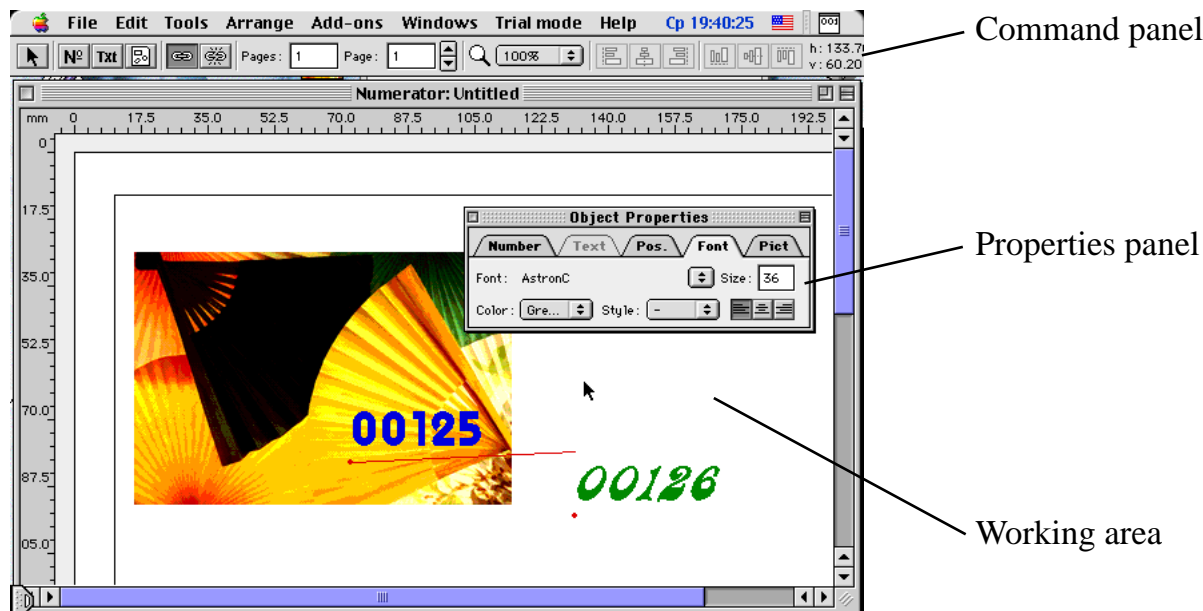 File Edit Tools Arrange Add-ons Windows Trial mode Help Ср 19:40:25
Command panel
Nº Txt Pages: 1 Page: 1 100% h: 133.7 v: 60.20
Numerator: Untitled
mm 0 17.5 35.0 52.5 70.0 87.5 105.0 122.5 140.0 157.5 175.0 192.5
0
17.5
Object Properties
Number Text Pos. Font Pict
Properties panel
35.0
Font: AstronC Size: 36
Color: Gre... Style: -
52.5
70.0
00125
87.5
00126
05.0
Working area